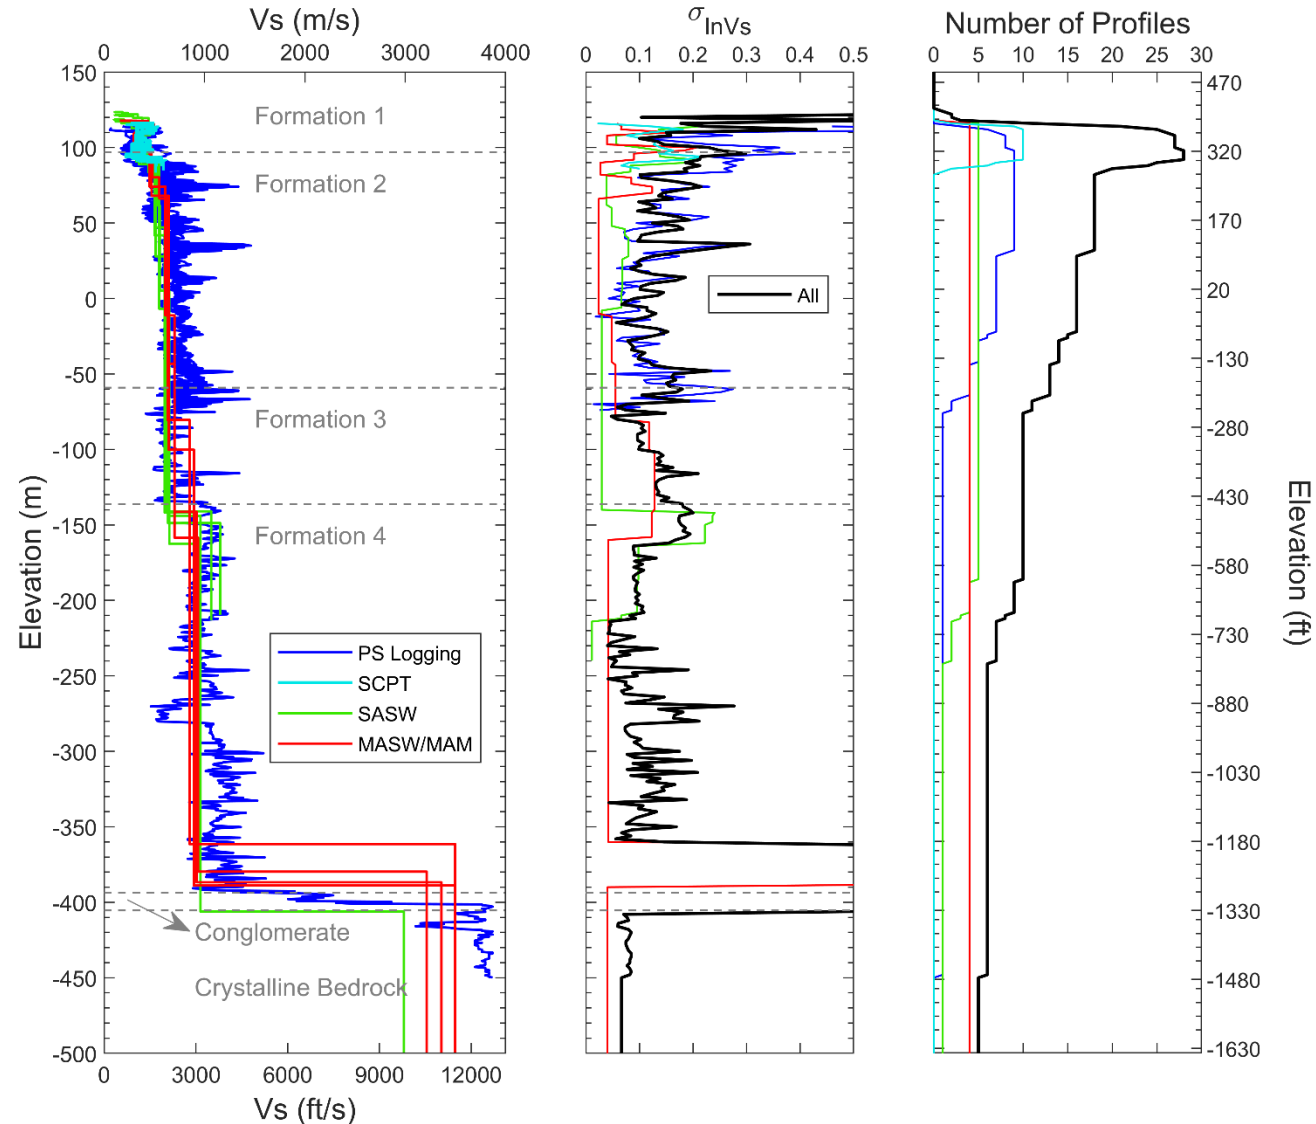 Vs (m/s)
0 1000 2000 3000 4000
150
100
50
0
-50
-100
-150
-200
-250
-300
-350
-400
-450
-500
Elevation (m)
Formation 1
Formation 2
Formation 3
Formation 4
PS Logging
SCPT
SASW
MASW/MAM
Conglomerate
Crystalline Bedrock
0 3000 6000 9000 12000
Vs (ft/s)
σlnVs
0 0.1 0.2 0.3 0.4 0.5
All
Number of Profiles
0 5 10 15 20 25 30
470
320
170
20
-130
-280
-430
-580
-730
-880
-1030
-1180
-1330
-1480
-1630
Elevation (ft)